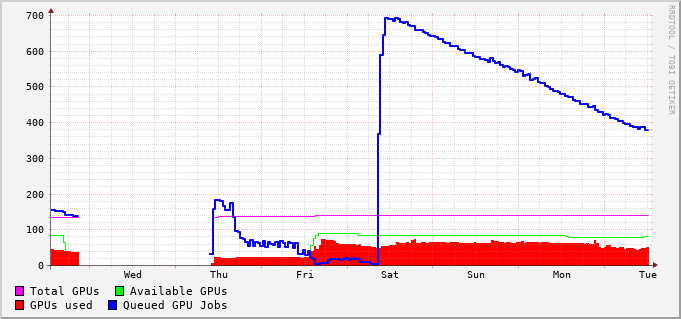 700
600
500
400
300
200
100
0
Wed Thu Fri Sat Sun Mon Tue
Total GPUs Available GPUs
GPUs used Queued GPU Jobs
RRDTOOL / TOBI OETIKER